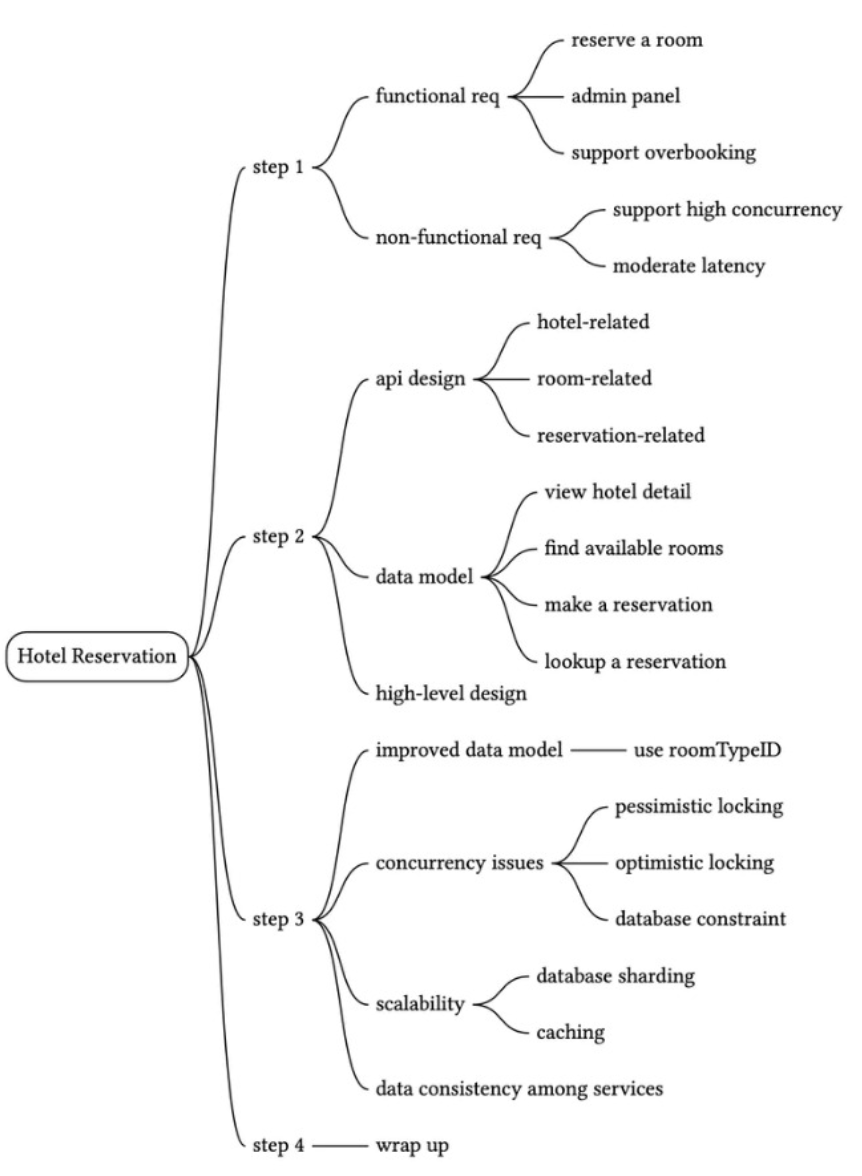 reserve a room
functional req
admin panel
support overbooking
step 1
support high concurrency
non-functional req
moderate latency
hotel-related
api design
room-related
reservation-related
view hotel detail
step 2
find available rooms
data model
make a reservation
lookup a reservation
Hotel Reservation
high-level design
improved data model
use roomTypeID
pessimistic locking
concurrency issues
optimistic locking
database constraint
step 3
database sharding
scalability
caching
data consistency among services
step 4
wrap up